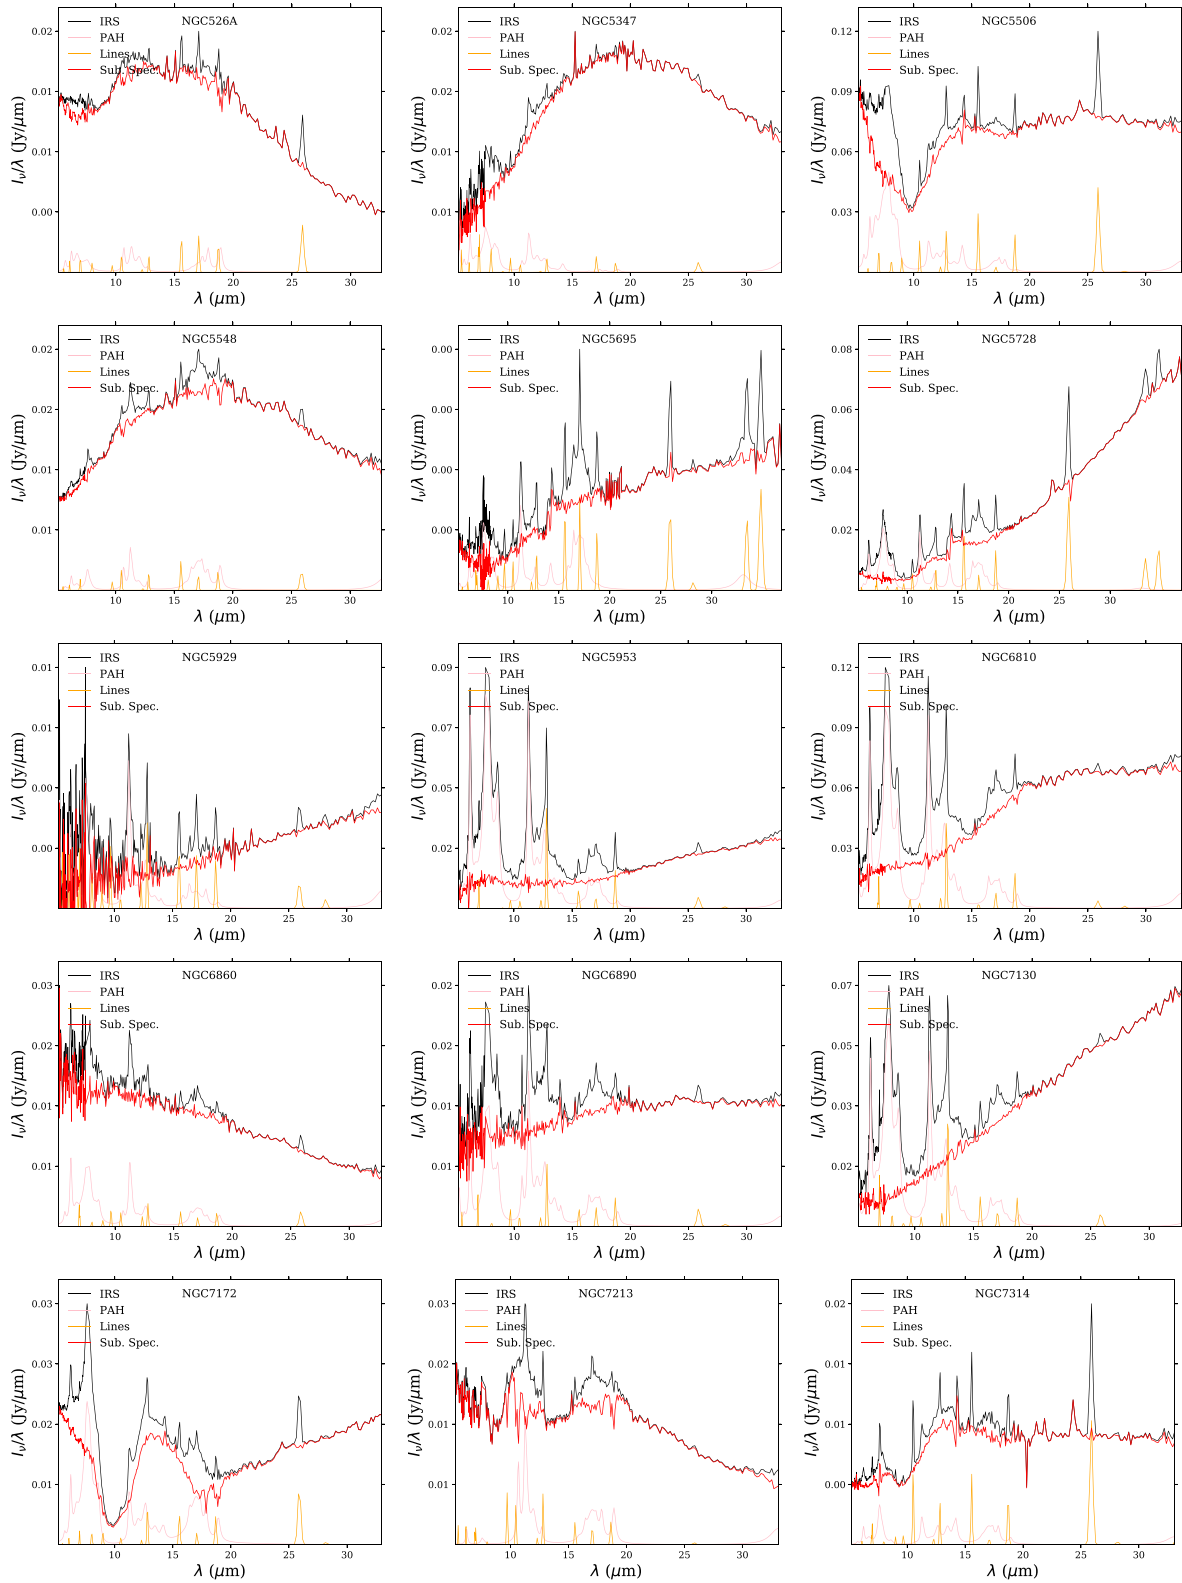 NGC526A
IRS
PAH
Lines
Sub. Spec.
0.02
0.01
0.01
0.00
10 15 20 25 30
I_ν/λ (Jy/μm)
λ (μm)
NGC5347
IRS
PAH
Lines
Sub. Spec.
0.02
0.02
0.01
0.01
10 15 20 25 30
I_ν/λ (Jy/μm)
λ (μm)
NGC5506
IRS
PAH
Lines
Sub. Spec.
0.12
0.09
0.06
0.03
10 15 20 25 30
I_ν/λ (Jy/μm)
λ (μm)
NGC5548
IRS
PAH
Lines
Sub. Spec.
0.02
0.02
0.01
0.01
10 15 20 25 30
I_ν/λ (Jy/μm)
λ (μm)
NGC5695
IRS
PAH
Lines
Sub. Spec.
0.00
0.00
0.00
0.00
10 15 20 25 30
I_ν/λ (Jy/μm)
λ (μm)
NGC5728
IRS
PAH
Lines
Sub. Spec.
0.08
0.06
0.04
0.02
10 15 20 25 30
I_ν/λ (Jy/μm)
λ (μm)
NGC5929
IRS
PAH
Lines
Sub. Spec.
0.01
0.01
0.00
0.00
10 15 20 25 30
I_ν/λ (Jy/μm)
λ (μm)
NGC5953
IRS
PAH
Lines
Sub. Spec.
0.09
0.07
0.05
0.02
10 15 20 25 30
I_ν/λ (Jy/μm)
λ (μm)
NGC6810
IRS
PAH
Lines
Sub. Spec.
0.12
0.09
0.06
0.03
10 15 20 25 30
I_ν/λ (Jy/μm)
λ (μm)
NGC6860
IRS
PAH
Lines
Sub. Spec.
0.03
0.02
0.01
0.01
10 15 20 25 30
I_ν/λ (Jy/μm)
λ (μm)
NGC6890
IRS
PAH
Lines
Sub. Spec.
0.02
0.02
0.01
0.01
10 15 20 25 30
I_ν/λ (Jy/μm)
λ (μm)
NGC7130
IRS
PAH
Lines
Sub. Spec.
0.07
0.05
0.03
0.02
10 15 20 25 30
I_ν/λ (Jy/μm)
λ (μm)
NGC7172
IRS
PAH
Lines
Sub. Spec.
0.03
0.03
0.02
0.01
10 15 20 25 30
I_ν/λ (Jy/μm)
λ (μm)
NGC7213
IRS
PAH
Lines
Sub. Spec.
0.03
0.02
0.01
0.01
10 15 20 25 30
I_ν/λ (Jy/μm)
λ (μm)
NGC7314
IRS
PAH
Lines
Sub. Spec.
0.02
0.01
0.01
0.00
10 15 20 25 30
I_ν/λ (Jy/μm)
λ (μm)